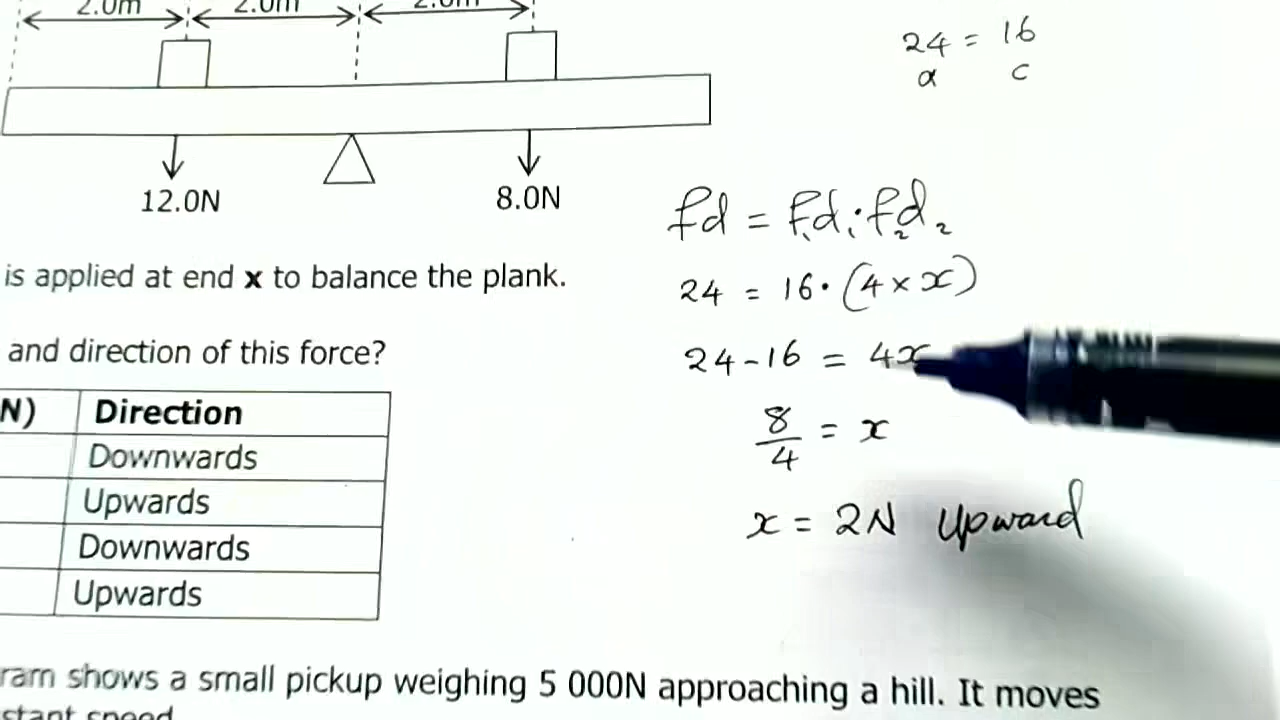 2.0m 2.0m 2.0m
24 = 16
a c
12.0N 8.0N
fd = f₁d₁ · f₂d₂
is applied at end x to balance the plank.
24 = 16 · (4 × x)
and direction of this force?
24 - 16 = 4x
N) Direction
Downwards
8/4 = x
Upwards
x = 2N Upward
Downwards
Upwards
ram shows a small pickup weighing 5 000N approaching a hill. It moves
stant speed